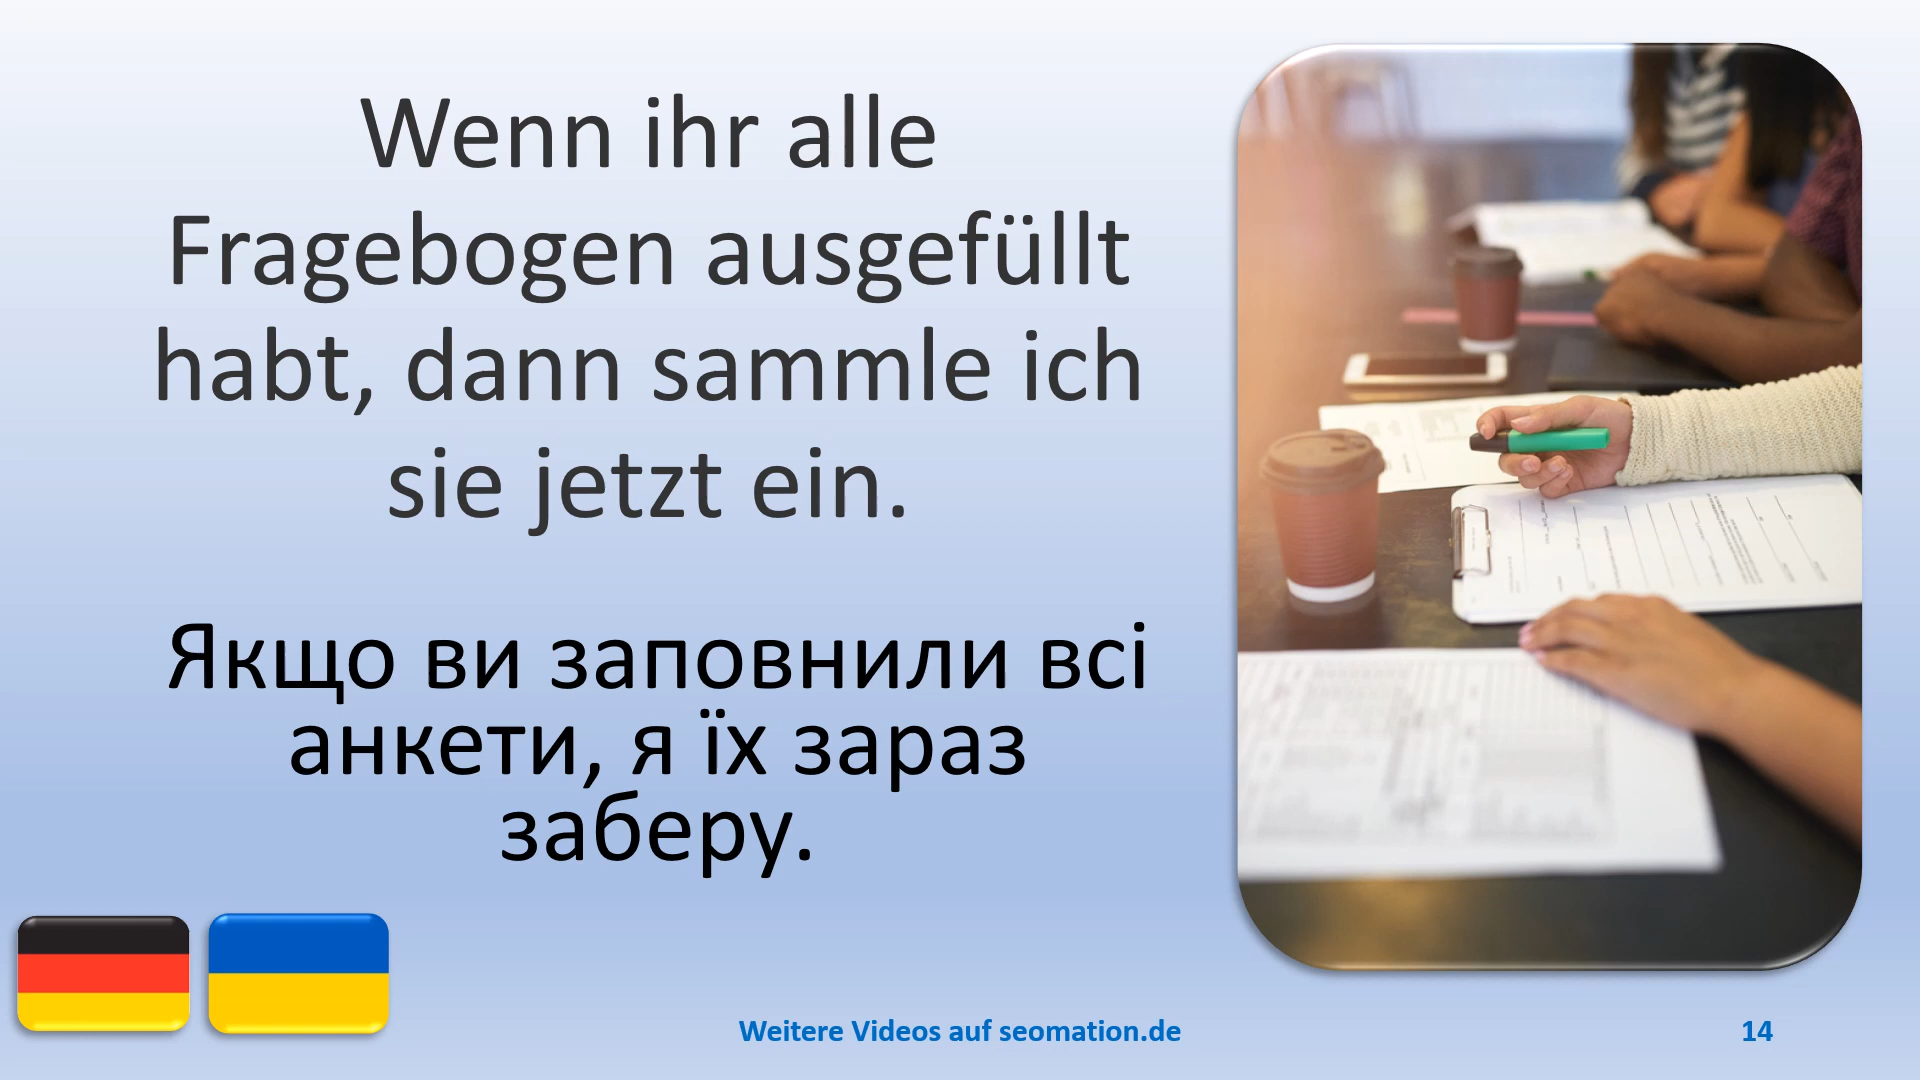 Wenn ihr alle
Fragebogen ausgefüllt
habt, dann sammle ich
sie jetzt ein.
Якщо ви заповнили всі
анкети, я їх зараз
заберу.
Weitere Videos auf seomation.de
14